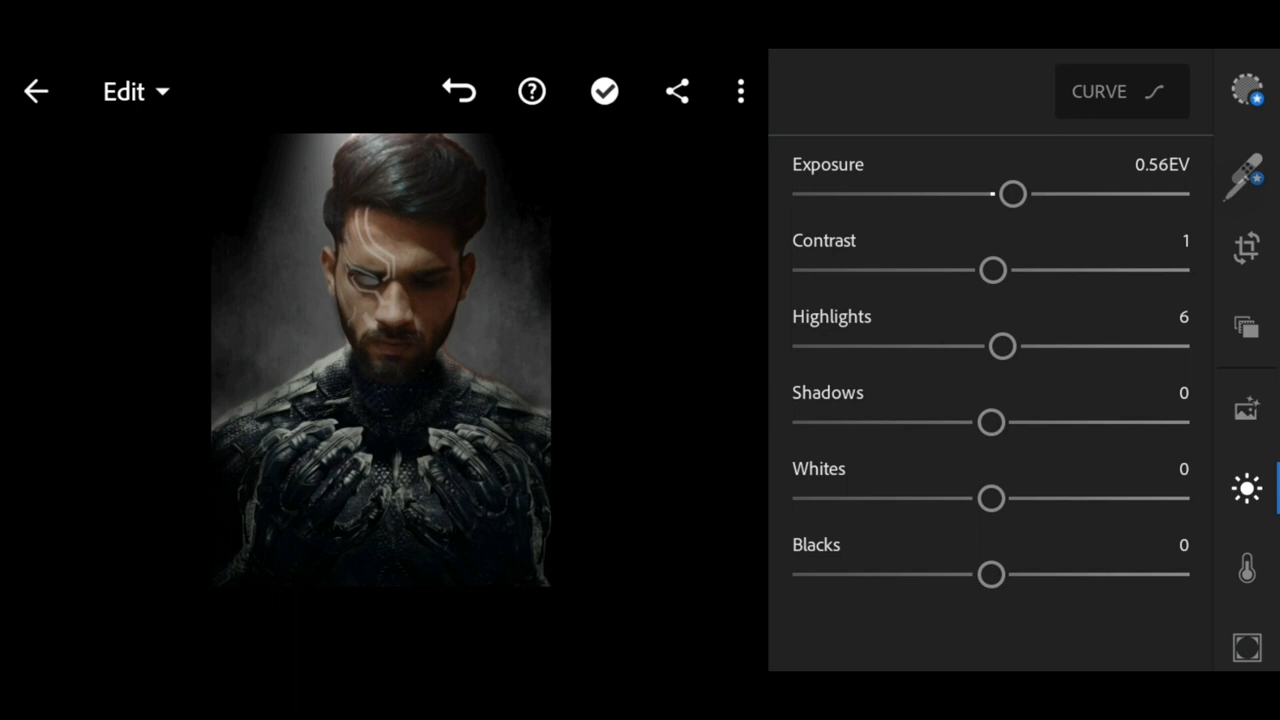 Edit
CURVE
Exposure 0.56EV
Contrast 1
Highlights 6
Shadows 0
Whites 0
Blacks 0